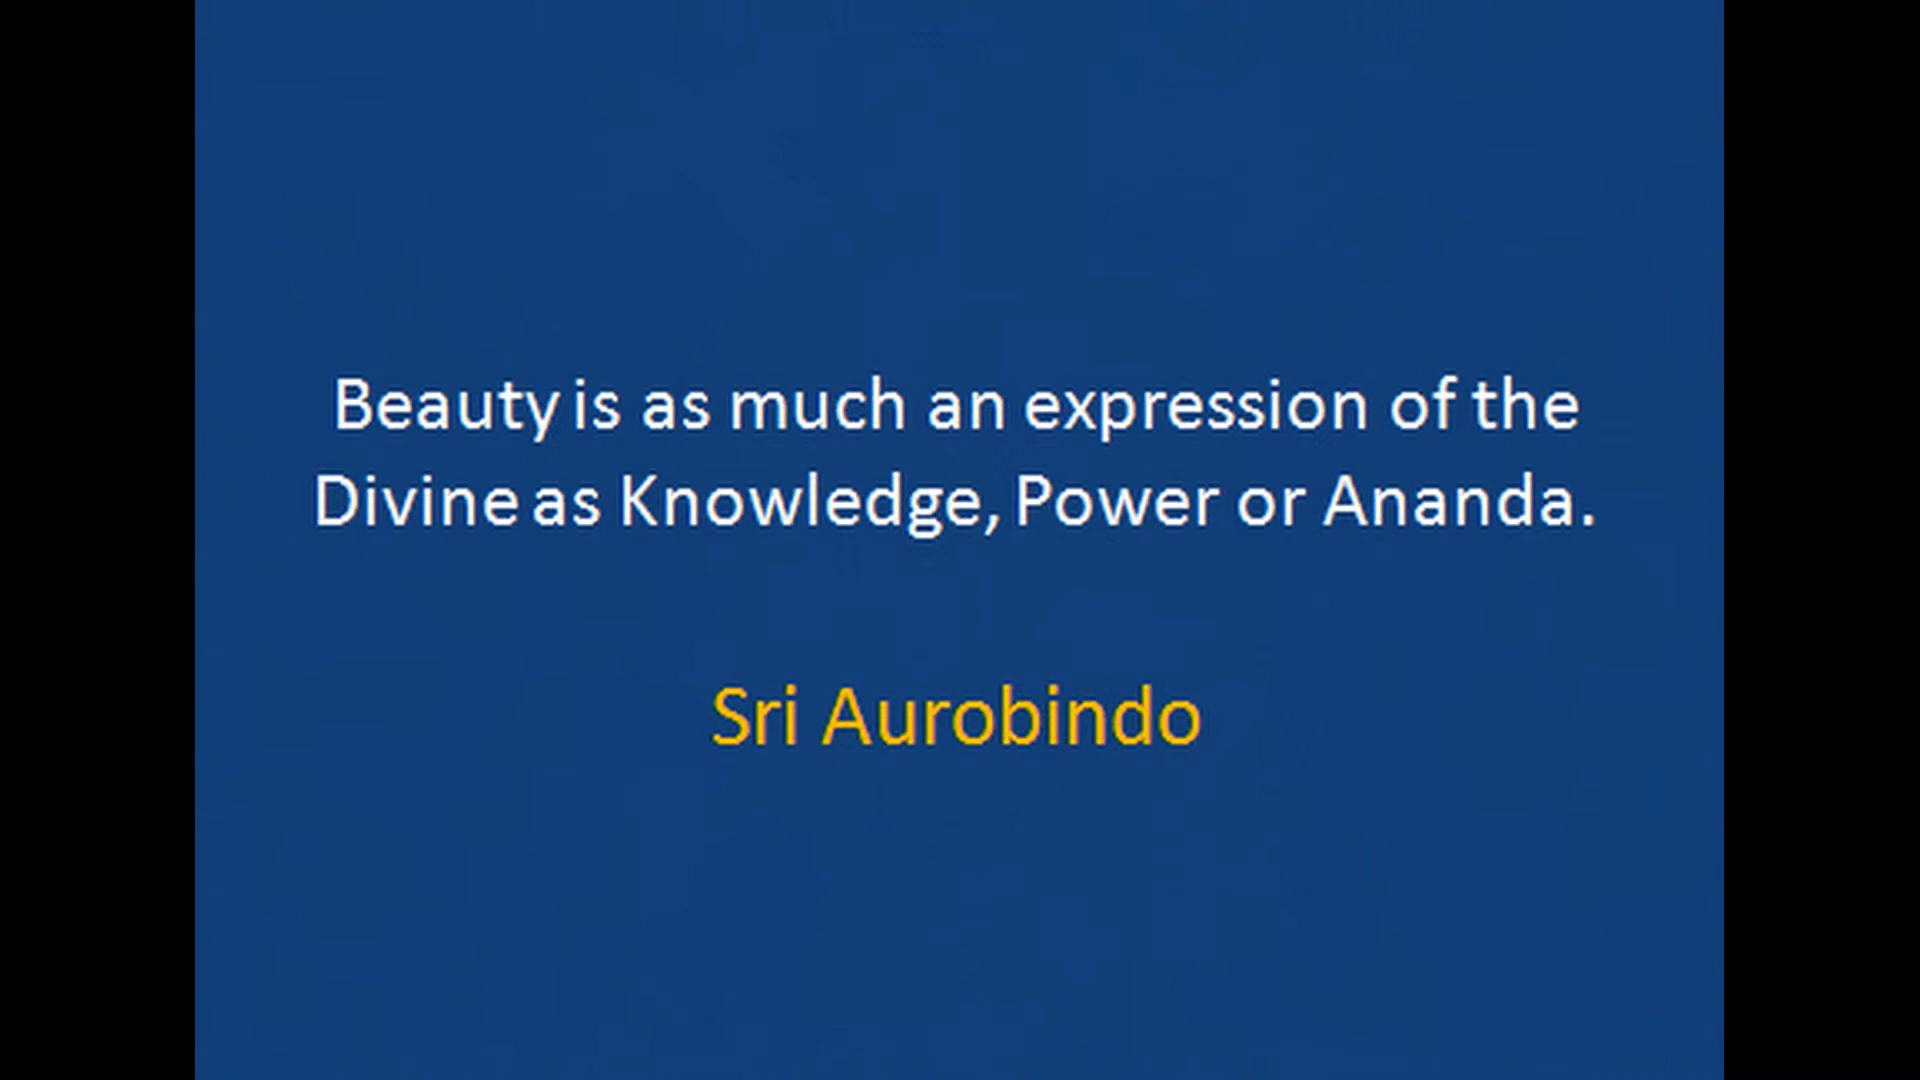 Beauty is as much an expression of the
Divine as Knowledge, Power or Ananda.
Sri Aurobindo